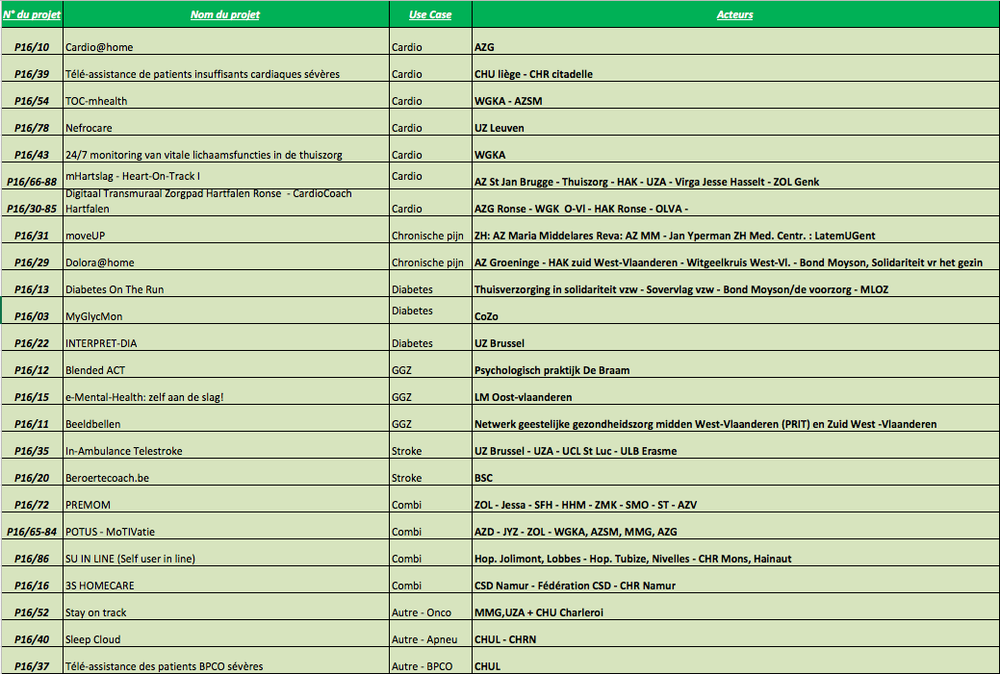 N° du projet Nom du projet Use Case Acteurs
P16/10 Cardio@home Cardio AZG
P16/39 Télé-assistance de patients insuffisants cardiaques sévères Cardio CHU liège - CHR citadelle
P16/54 TOC-mhealth Cardio WGKA - AZSM
P16/78 Nefrocare Cardio UZ Leuven
P16/43 24/7 monitoring van vitale lichaamsfuncties in de thuiszorg Cardio WGKA
P16/66-88 mHartslag - Heart-On-Track I Cardio AZ St Jan Brugge - Thuiszorg - HAK - UZA - Virga Jesse Hasselt - ZOL Genk
Digitaal Transmuraal Zorgpad Hartfalen Ronse - CardioCoach
P16/30-85 Hartfalen Cardio AZG Ronse - WGK O-Vl - HAK Ronse - OLVA -
P16/31 moveUP Chronische pijn ZH: AZ Maria Middelares Reva: AZ MM - Jan Yperman ZH Med. Centr. : LatemUGent
P16/29 Dolora@home Chronische pijn AZ Groeninge - HAK zuid West-Vlaanderen - Witgeelkruis West-Vl. - Bond Moyson, Solidariteit vr het gezin
P16/13 Diabetes On The Run Diabetes Thuisverzorging in solidariteit vzw - Sovervlag vzw - Bond Moyson/de voorzorg - MLOZ
P16/03 MyGlycMon Diabetes CoZo
P16/22 INTERPRET-DIA Diabetes UZ Brussel
P16/12 Blended ACT GGZ Psychologisch praktijk De Braam
P16/15 e-Mental-Health: zelf aan de slag! GGZ LM Oost-vlaanderen
P16/11 Beeldbellen GGZ Netwerk geestelijke gezondheidszorg midden West-Vlaanderen (PRIT) en Zuid West -Vlaanderen
P16/35 In-Ambulance Telestroke Stroke UZ Brussel - UZA - UCL St Luc - ULB Erasme
P16/20 Beroertecoach.be Stroke BSC
P16/72 PREMOM Combi ZOL - Jessa - SFH - HHM - ZMK - SMO - ST - AZV
P16/65-84 POTUS - MoTIVatie Combi AZD - JYZ - ZOL - WGKA, AZSM, MMG, AZG
P16/86 SU IN LINE (Self user in line) Combi Hop. Jolimont, Lobbes - Hop. Tubize, Nivelles - CHR Mons, Hainaut
P16/16 3S HOMECARE Combi CSD Namur - Fédération CSD - CHR Namur
P16/52 Stay on track Autre - Onco MMG,UZA + CHU Charleroi
P16/40 Sleep Cloud Autre - Apneu CHUL - CHRN
P16/37 Télé-assistance des patients BPCO sévères Autre - BPCO CHUL